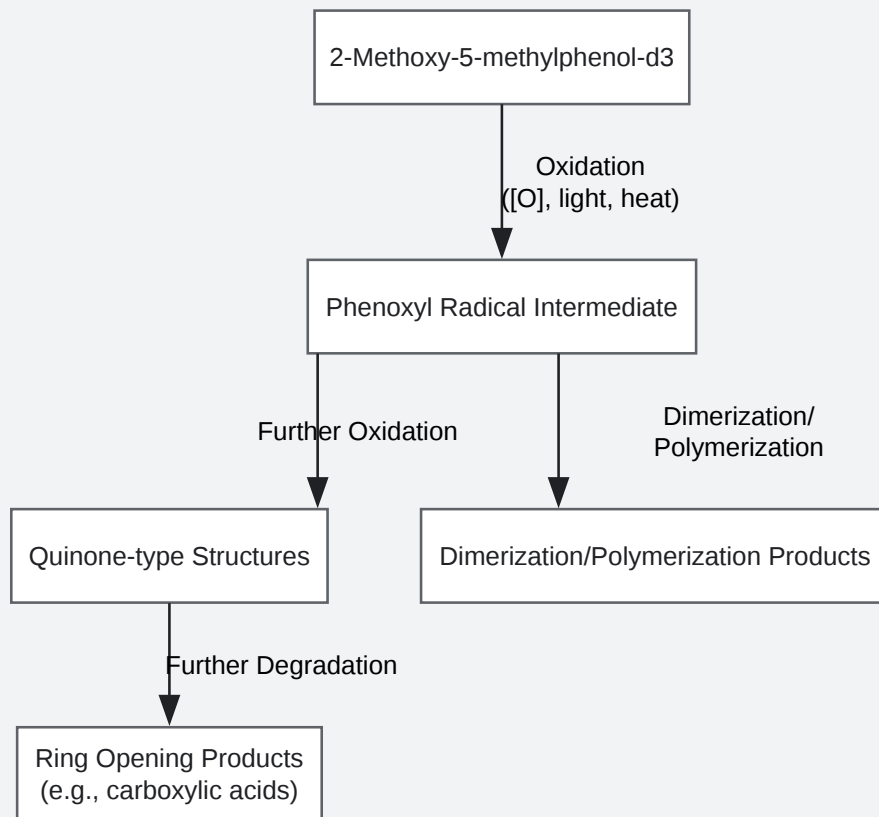 2-Methoxy-5-methylphenol-d3
Oxidation
([O], light, heat)
Phenoxyl Radical Intermediate
Further Oxidation
Dimerization/
Polymerization
Quinone-type Structures
Dimerization/Polymerization Products
Further Degradation
Ring Opening Products
(e.g., carboxylic acids)